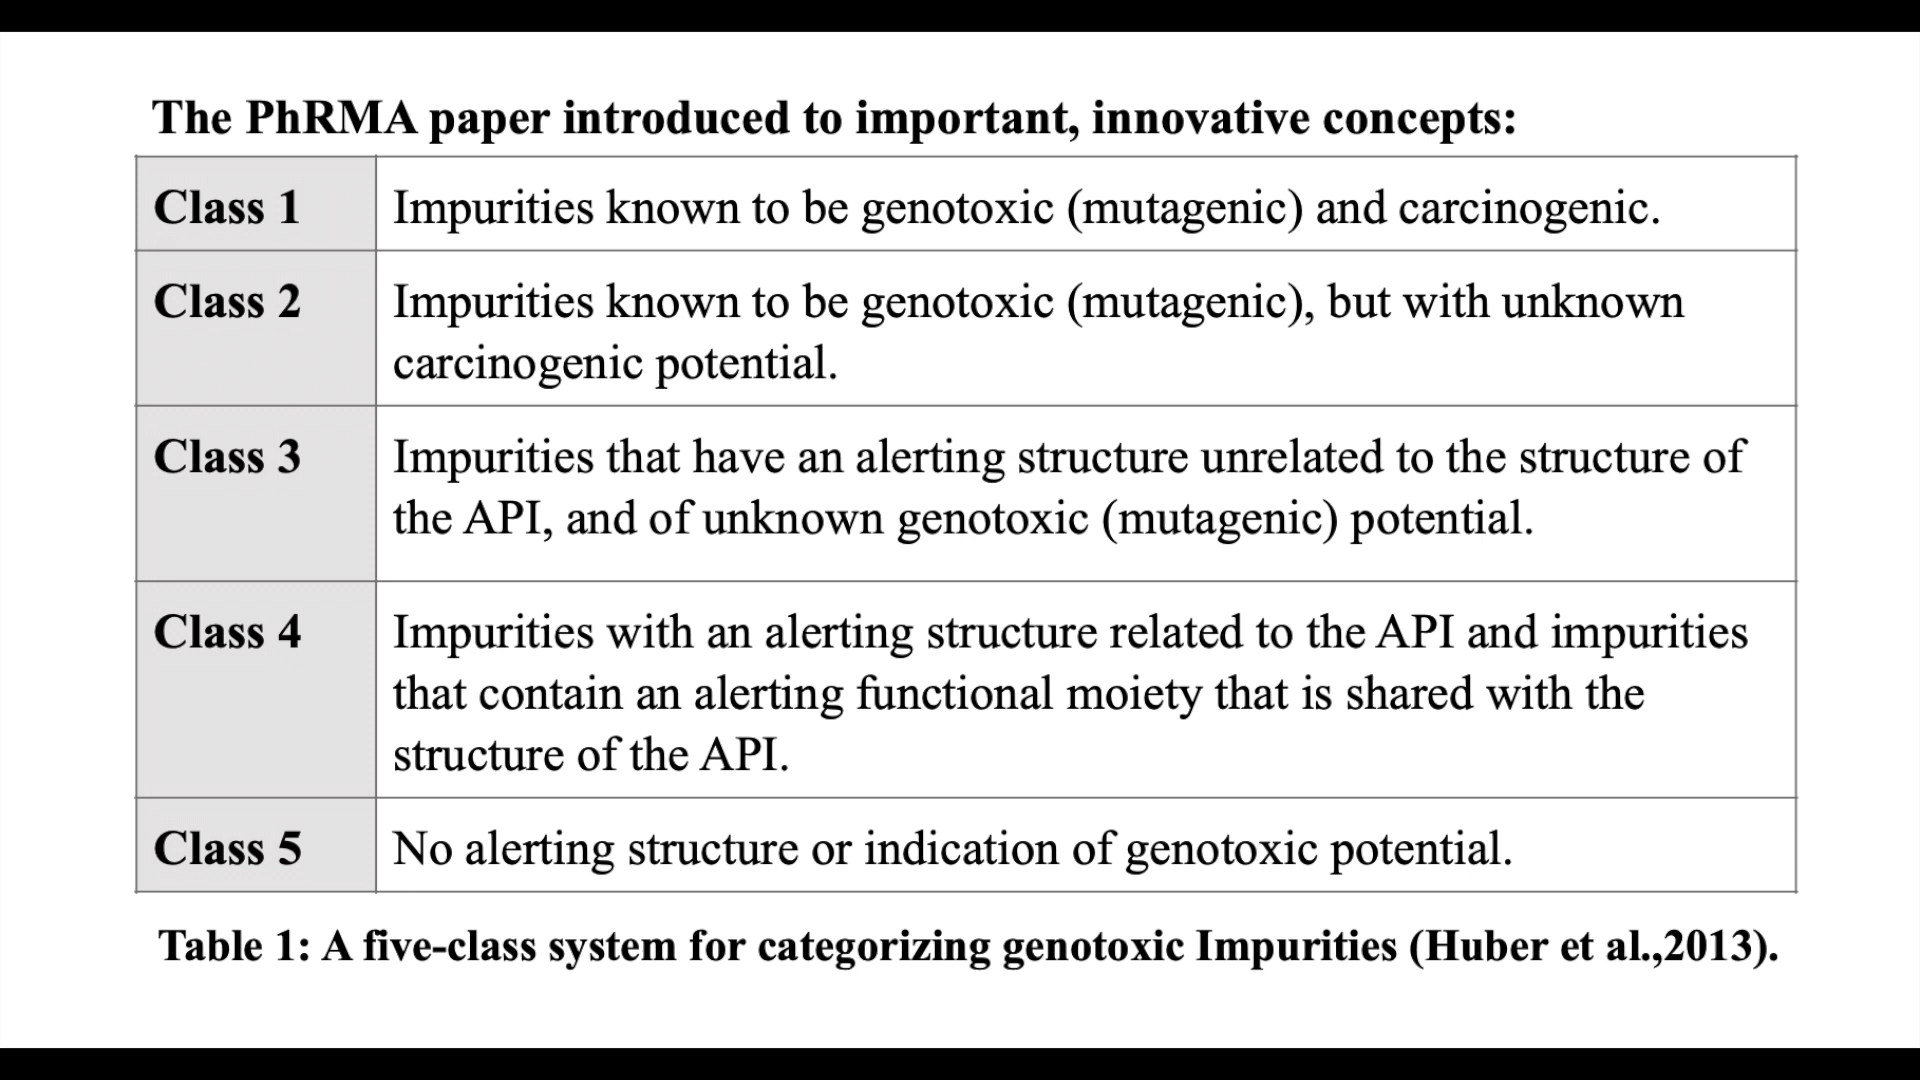 The PhRMA paper introduced to important, innovative concepts:
Class 1
Impurities known to be genotoxic (mutagenic) and carcinogenic.
Class 2
Impurities known to be genotoxic (mutagenic), but with unknown
carcinogenic potential.
Class 3
Impurities that have an alerting structure unrelated to the structure of
the API, and of unknown genotoxic (mutagenic) potential.
Class 4
Impurities with an alerting structure related to the API and impurities
that contain an alerting functional moiety that is shared with the
structure of the API.
Class 5
No alerting structure or indication of genotoxic potential.
Table 1: A five-class system for categorizing genotoxic Impurities (Huber et al.,2013).